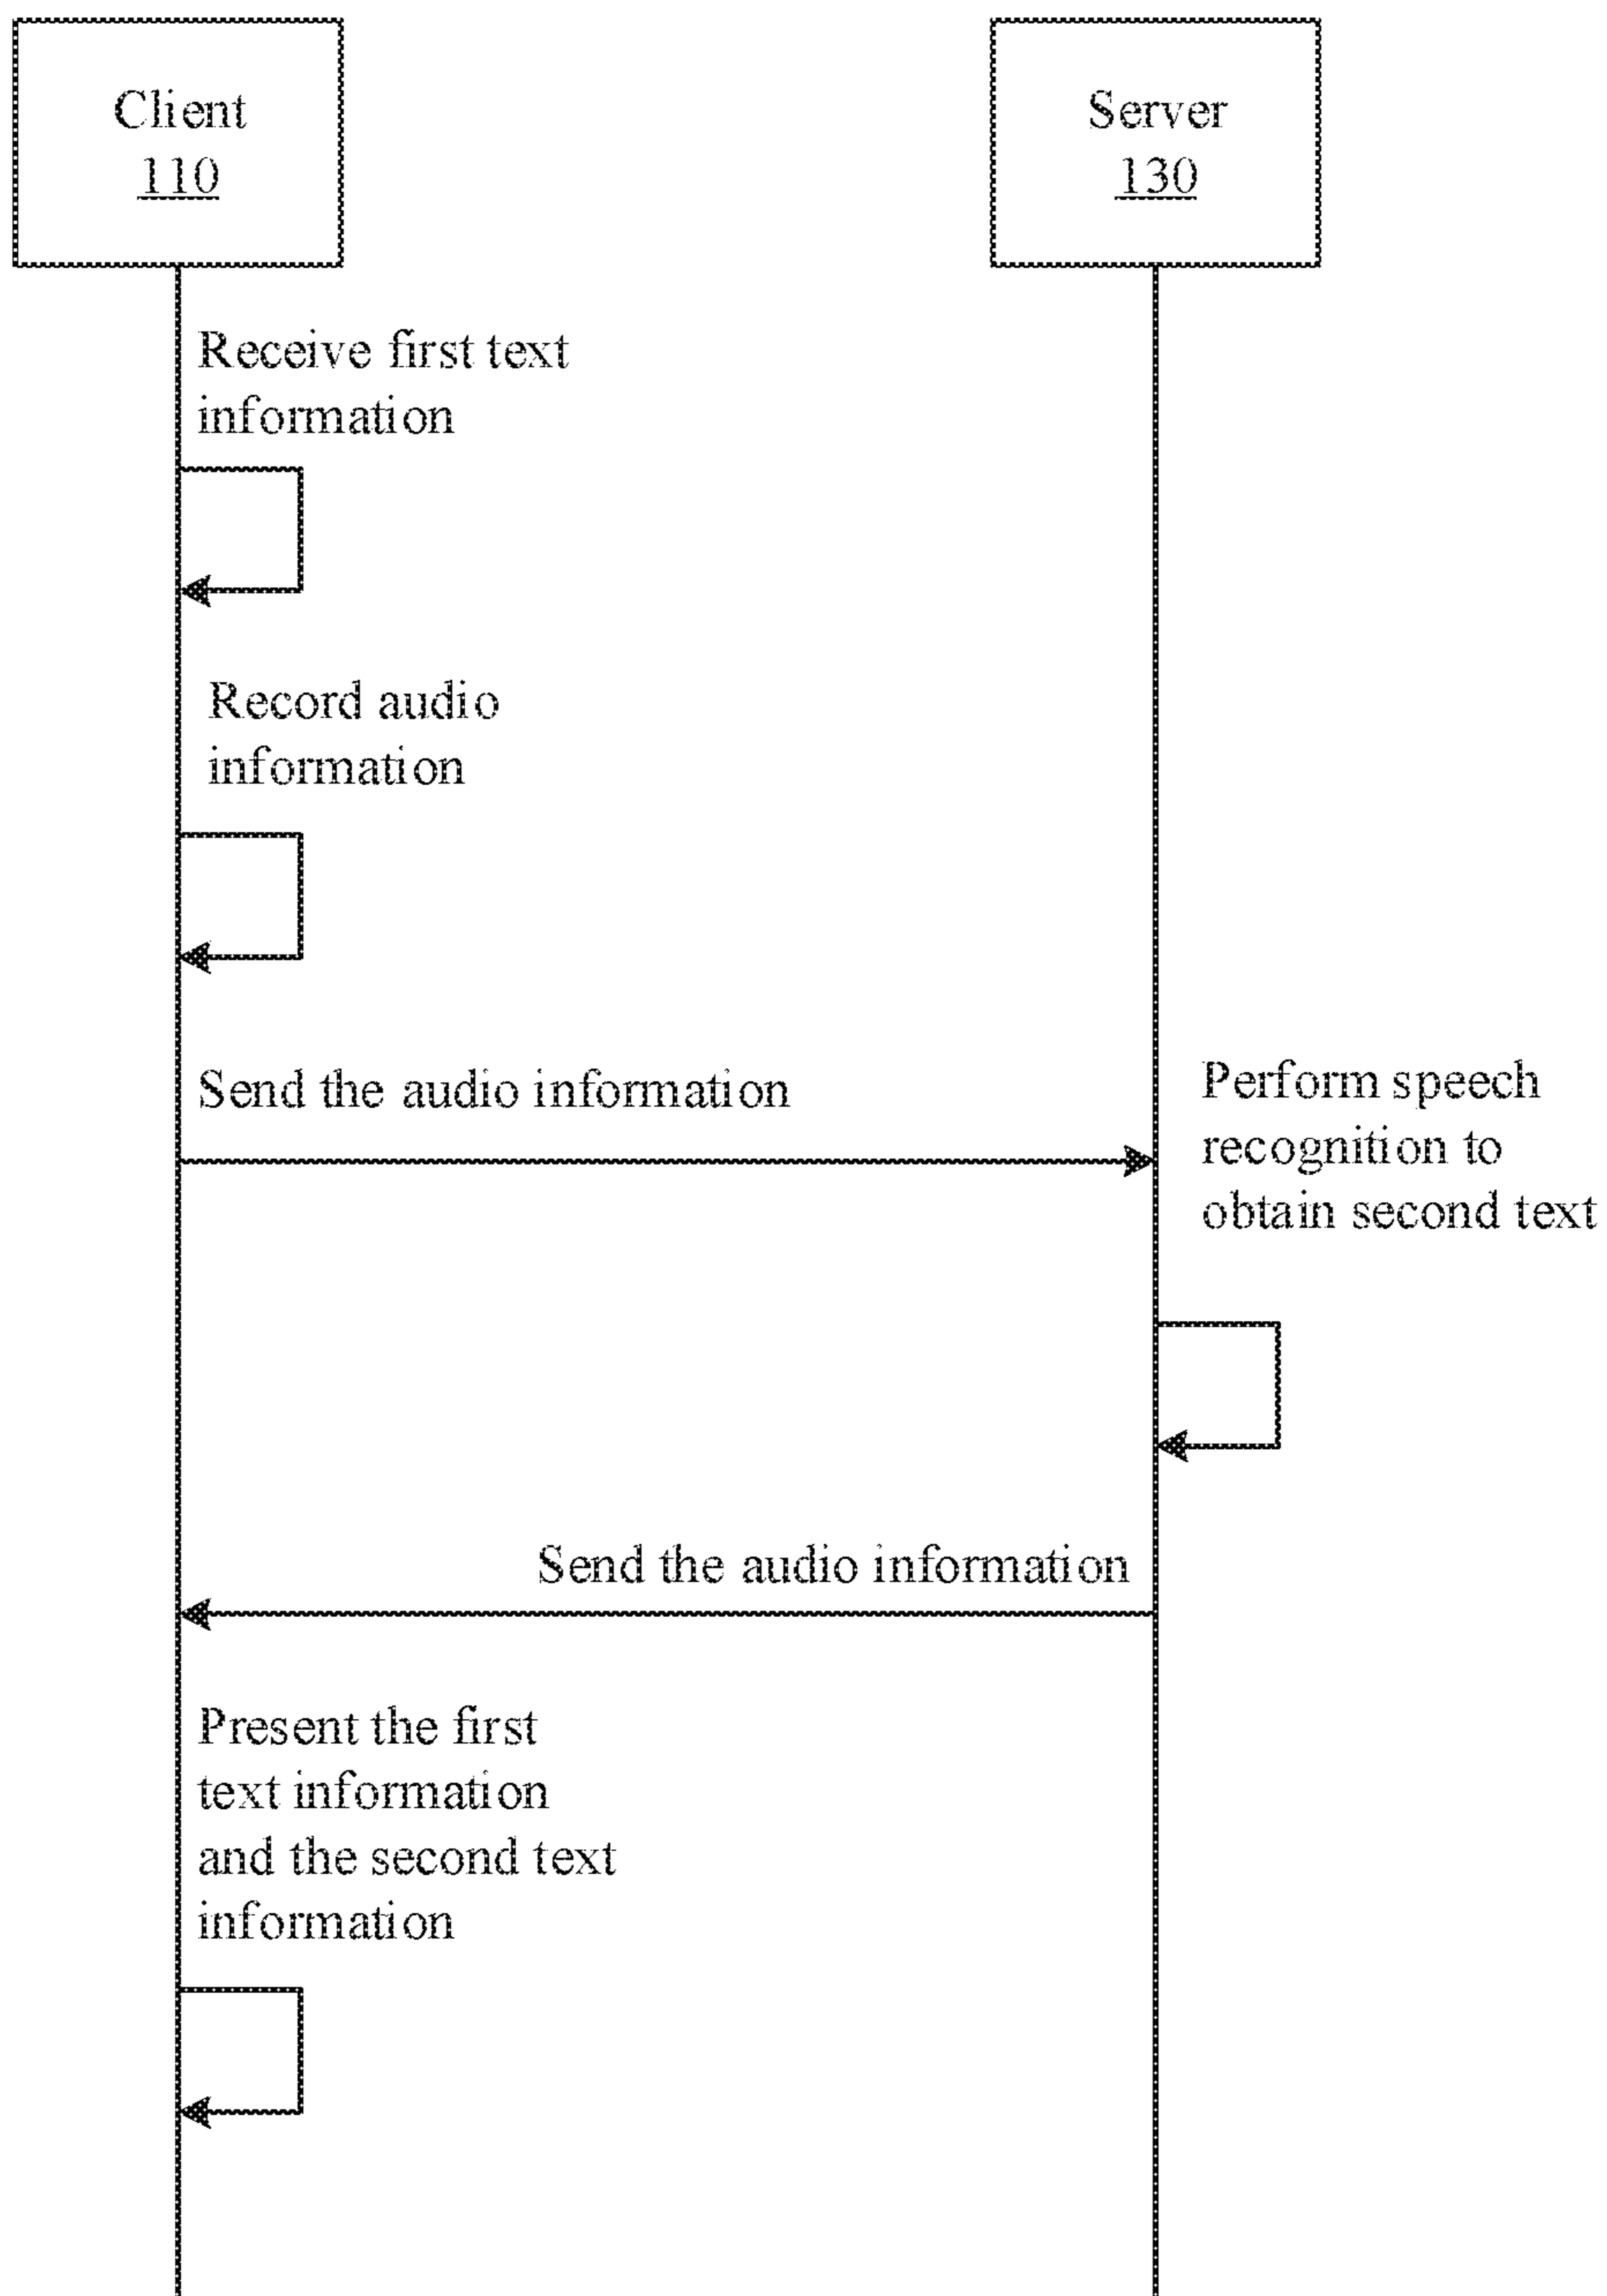 Client
110
Server
130
Receive first text
information
Record audio
information
Send the audio information
Perform speech
recognition to
obtain second text
Send the audio information
Present the first
text information
and the second text
information